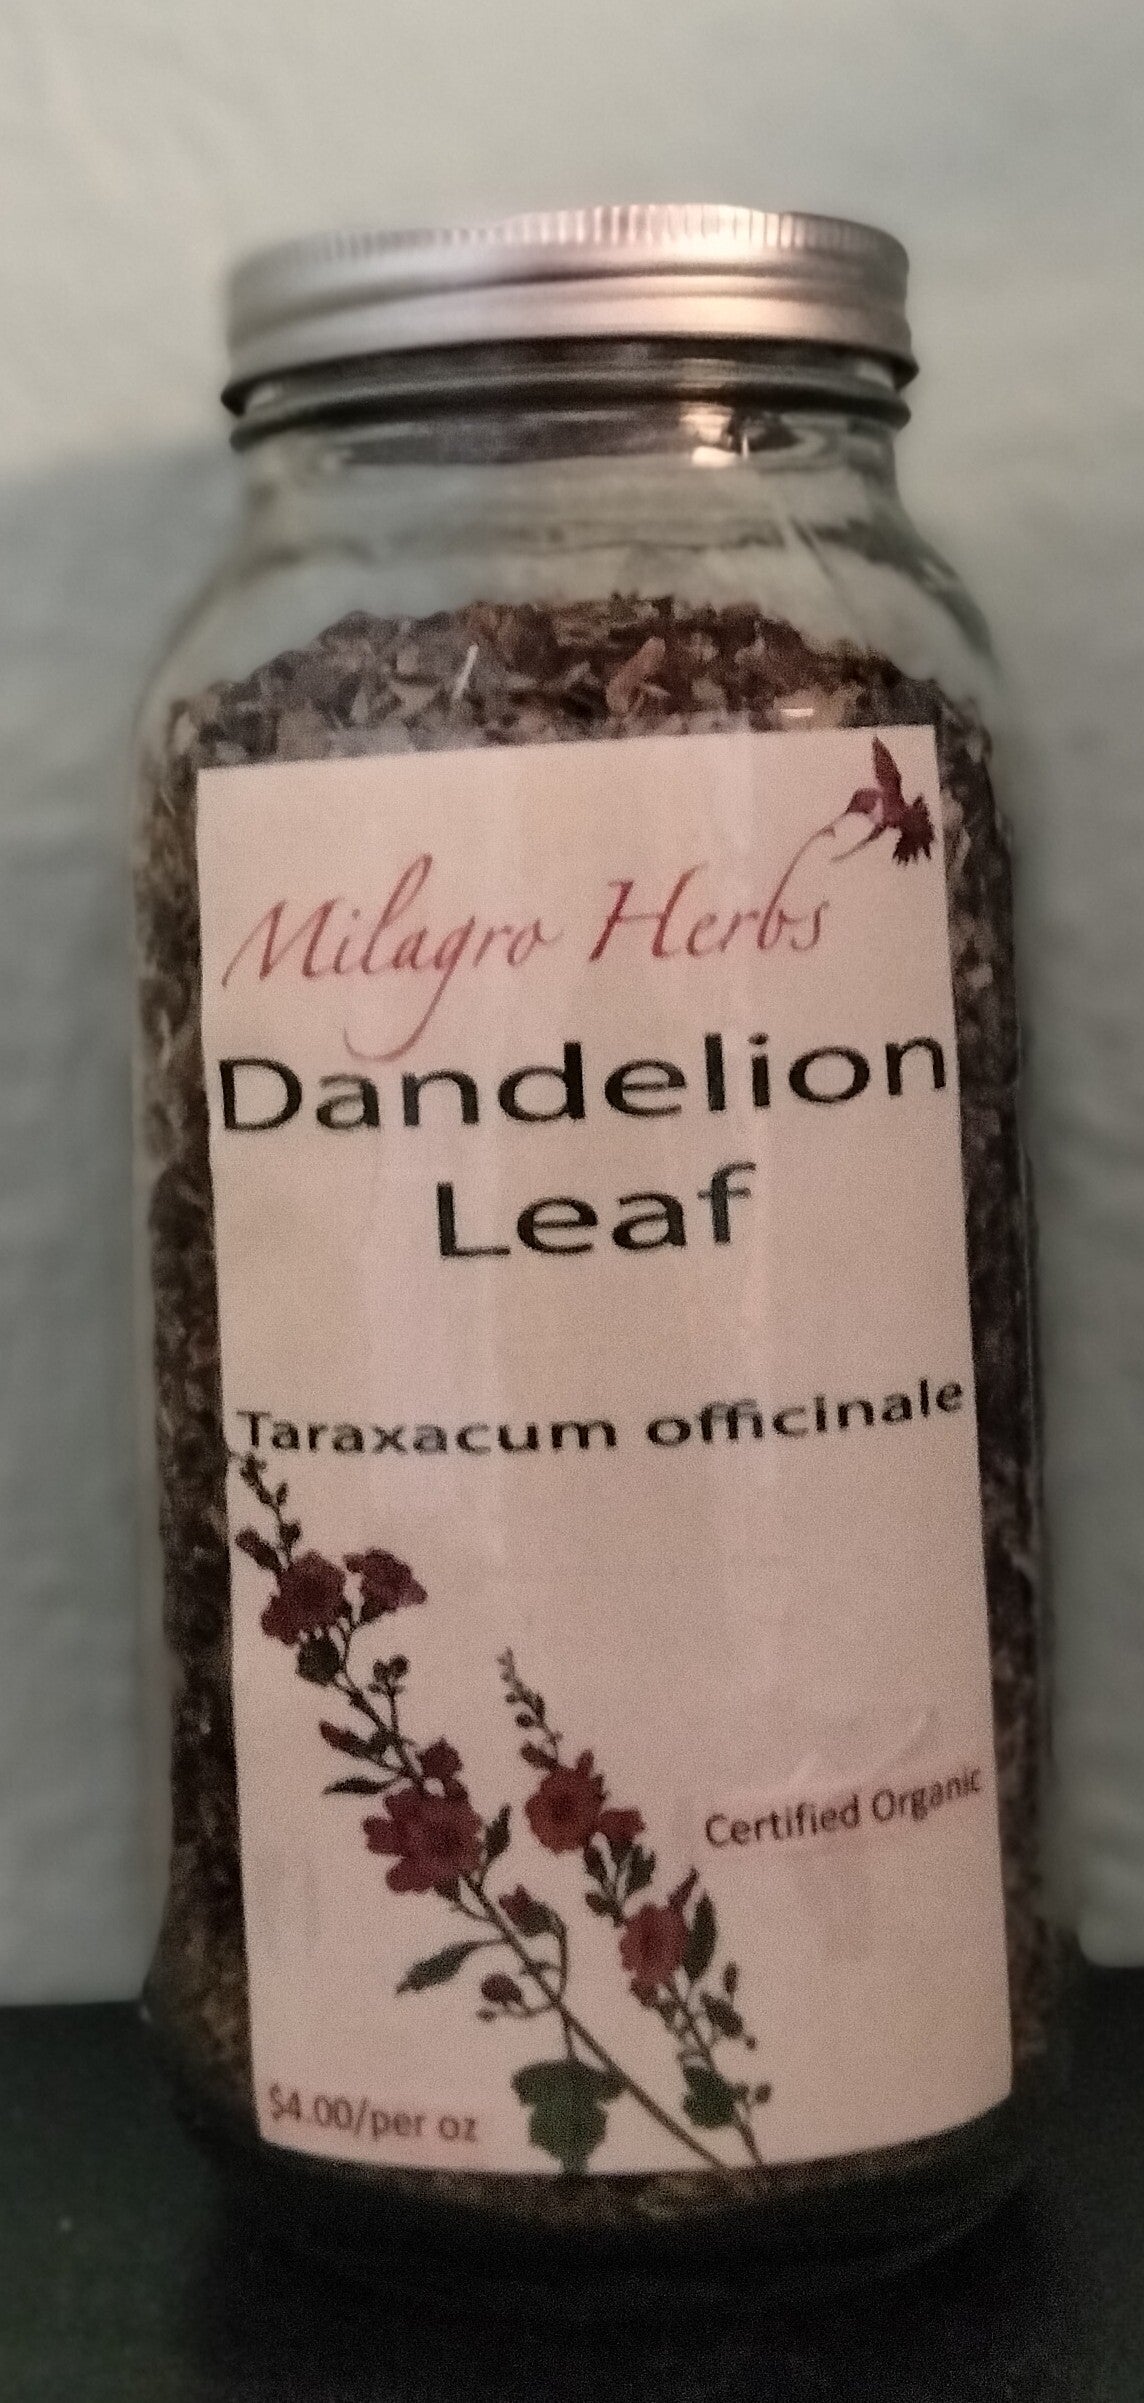 Milagro Herbs
Dandelion
Leaf
Taraxacum officinale
Certified Organic
$4.00/per oz